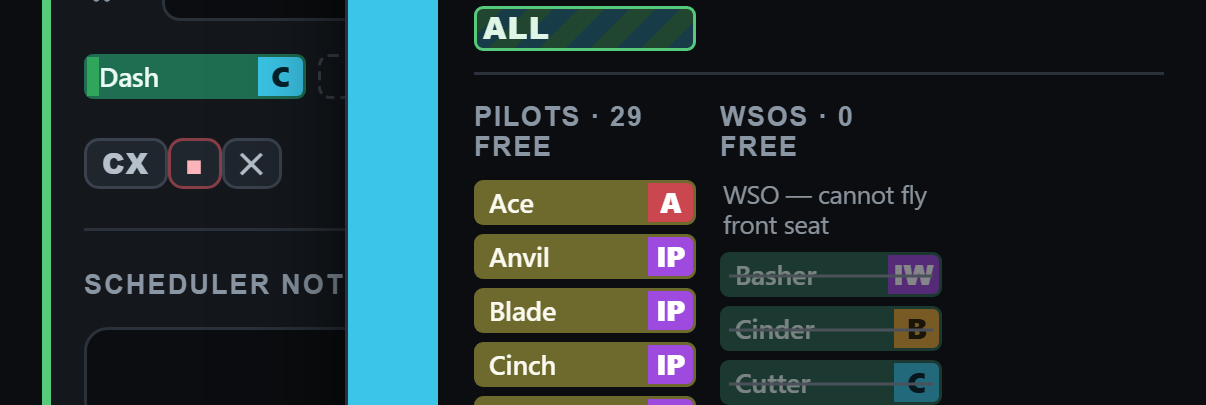 ALL
Dash C
CX
SCHEDULER NOT
PILOTS · 29
FREE
Ace A
Anvil IP
Blade IP
Cinch IP
WSOS · 0
FREE
WSO — cannot fly
front seat
Basher IW
Cinder B
Cutter C